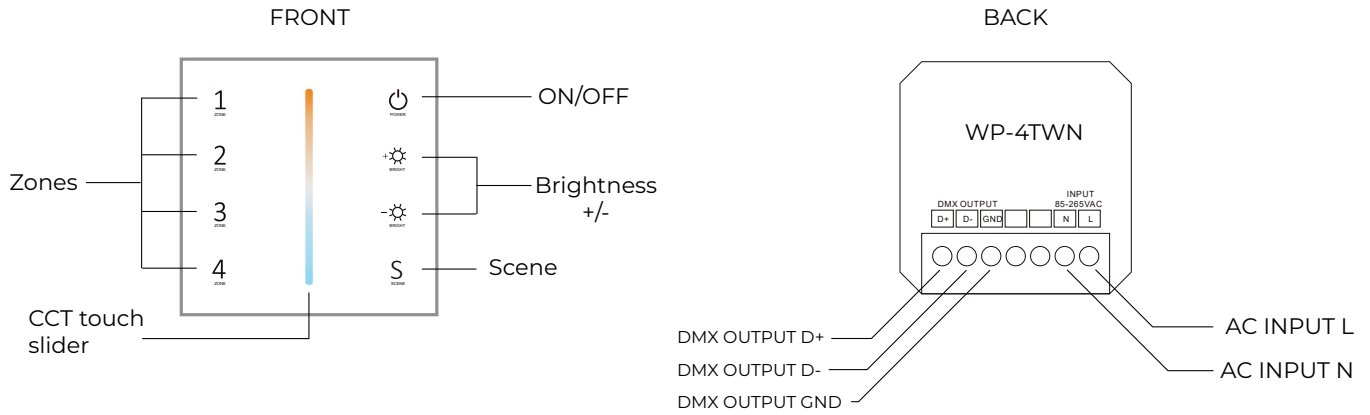 FRONT
1
ZONE
2
ZONE
3
ZONE
4
ZONE
POWER
+
BRIGHT
-
BRIGHT
S
SCENE
Zones
CCT touch
slider
ON/OFF
Brightness
+/-
Scene
BACK
WP-4TWN
DMX OUTPUT
INPUT
85-265VAC
D+ D- GND N L
DMX OUTPUT D+
DMX OUTPUT D-
DMX OUTPUT GND
AC INPUT L
AC INPUT N